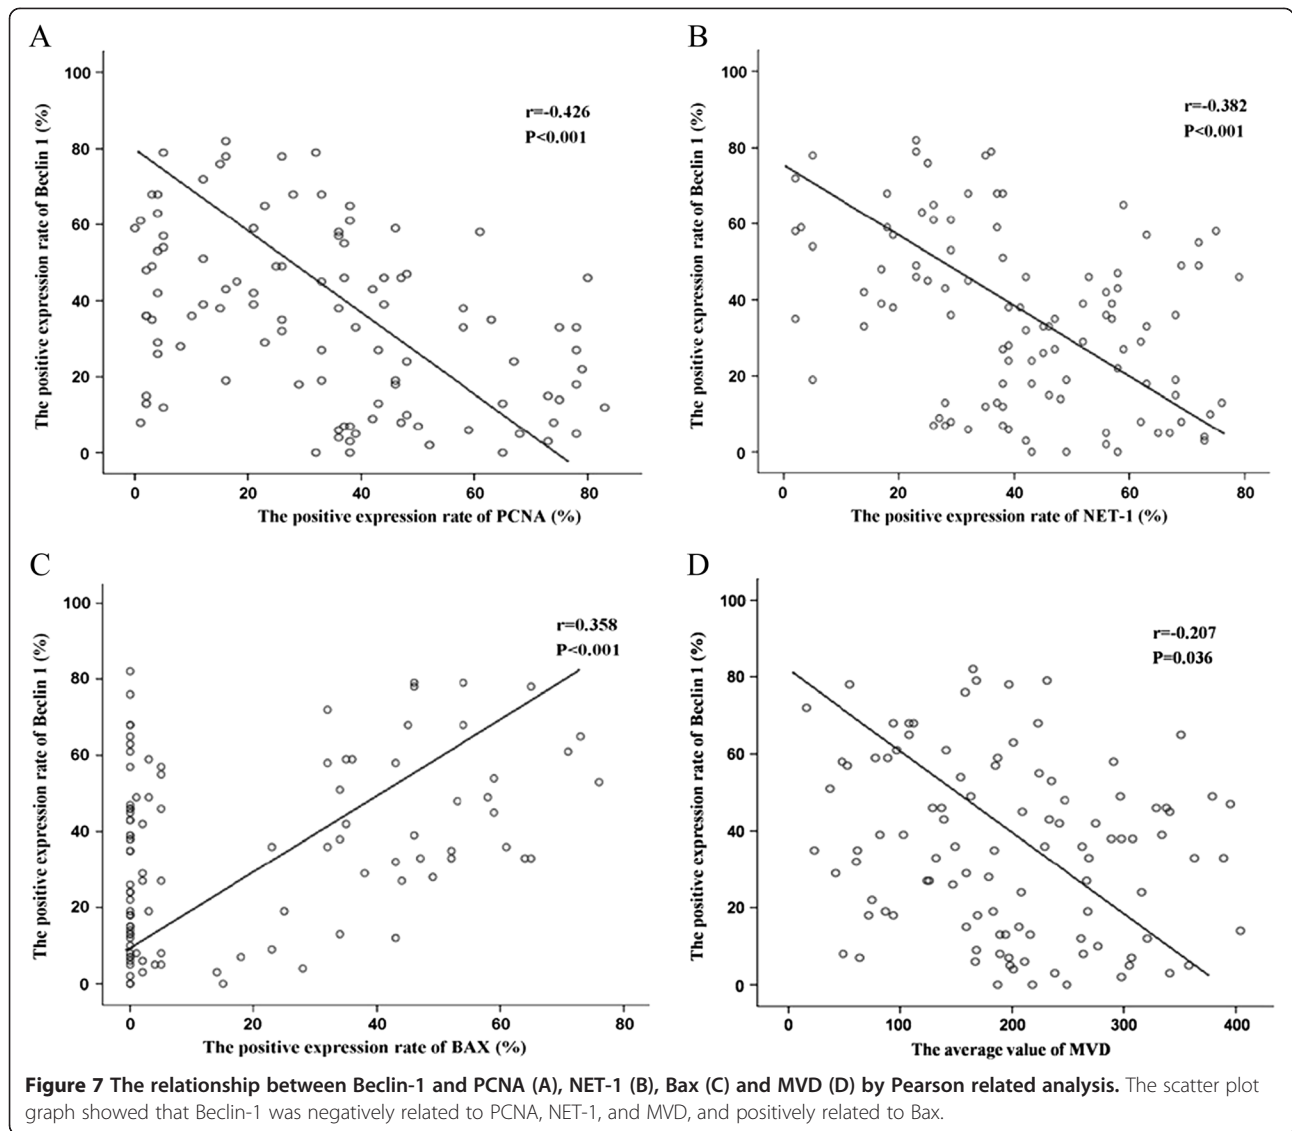 A
The positive expression rate of Beclin 1 (%)
100
80
60
40
20
0
r=-0.426
P<0.001
0 20 40 60 80
The positive expression rate of PCNA (%)
B
The positive expression rate of Beclin 1 (%)
100
80
60
40
20
0
r=-0.382
P<0.001
0 20 40 60 80
The positive expression rate of NET-1 (%)
C
The positive expression rate of Beclin 1 (%)
100
80
60
40
20
0
r=0.358
P<0.001
0 20 40 60 80
The positive expression rate of BAX (%)
D
The positive expression rate of Beclin 1 (%)
100
80
60
40
20
0
r=-0.207
P=0.036
0 100 200 300 400
The average value of MVD
Figure 7 The relationship between Beclin-1 and PCNA (A), NET-1 (B), Bax (C) and MVD (D) by Pearson related analysis. The scatter plot
graph showed that Beclin-1 was negatively related to PCNA, NET-1, and MVD, and positively related to Bax.